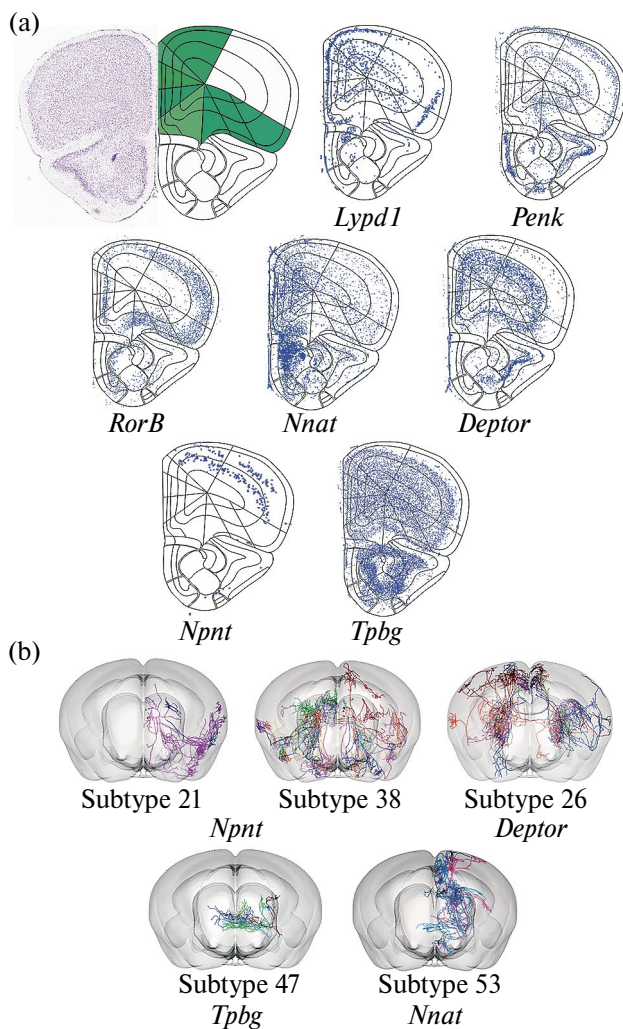 (a)
Lypd1 Penk
RorB Nnat Deptor
Npnt Tpbg
(b)
Subtype 21 Subtype 38 Subtype 26
Npnt Deptor
Subtype 47 Subtype 53
Tpbg Nnat